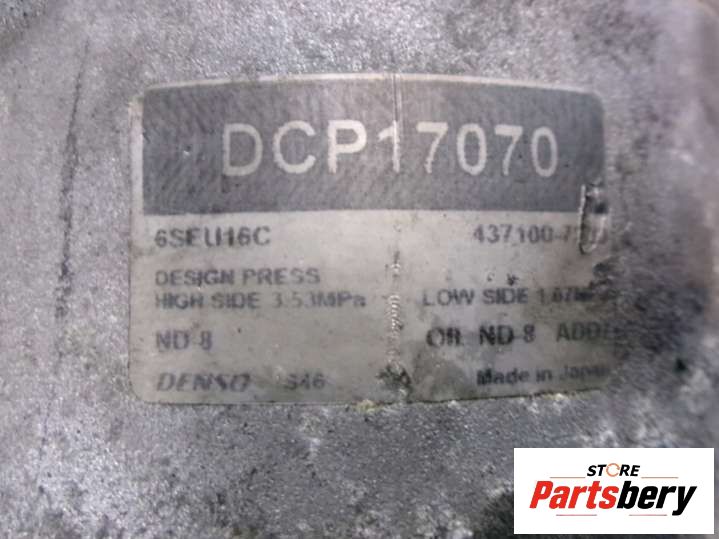 DCP17070
6SEU16C
DESIGN PRESS
HIGH SIDE 3.53MPa LOW SIDE
ND-8 OR ND-8
DENSO S46 Made in Japan
STORE
Partsbery